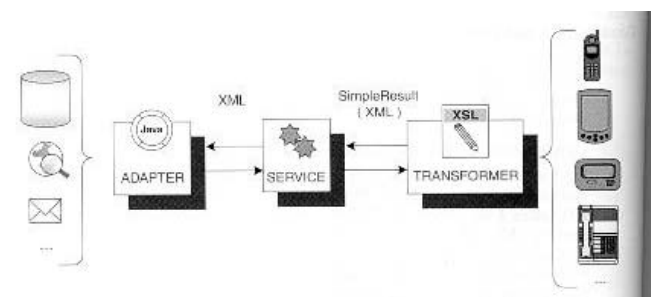 XML
SimpleResult
( XML )
Java
XSL
ADAPTER
SERVICE
TRANSFORMER
....
....